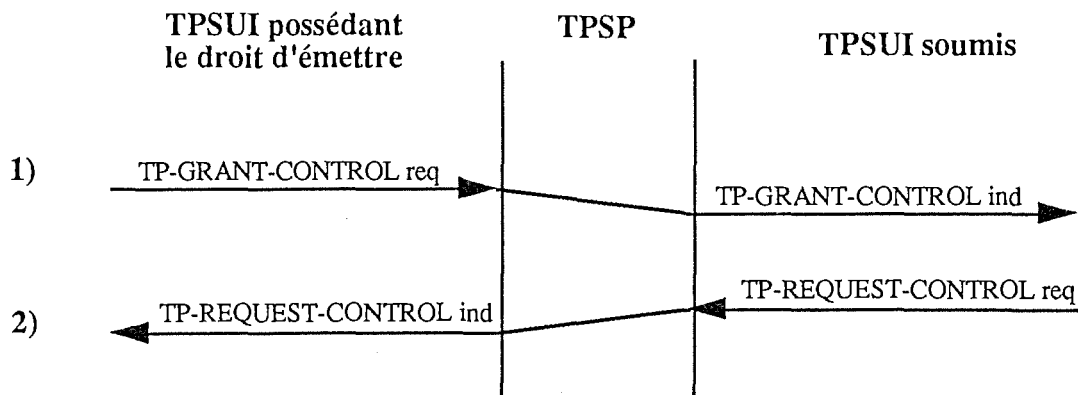 TPSUI possédant
le droit d'émettre
TPSP
TPSUI soumis
1)
TP-GRANT-CONTROL req
TP-GRANT-CONTROL ind
TP-REQUEST-CONTROL req
2)
TP-REQUEST-CONTROL ind